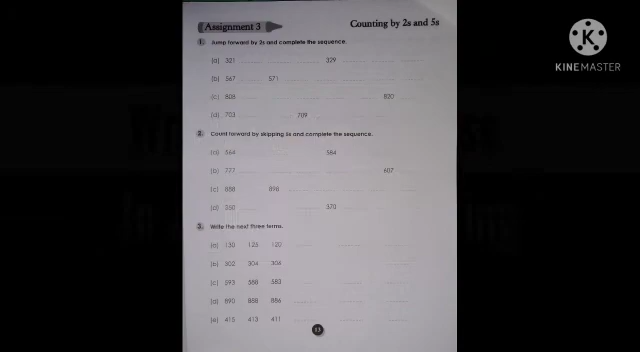 Assignment 3
Counting by 2s and 5s
1. Jump forward by 2s and complete the sequence.
(a) 321 329
(b) 567 571
(c) 808 820
(d) 703 709
2. Count forward by skipping 5s and complete the sequence.
(a) 564 584
(b) 607
(c) 888 898
(d) 350 370
3. Write the next three terms.
(a) 130 125 120
(b) 302 304 306
(c) 593 588 583
(d) 890 888 886
(e) 415 413 411
13
K
KINEMASTER